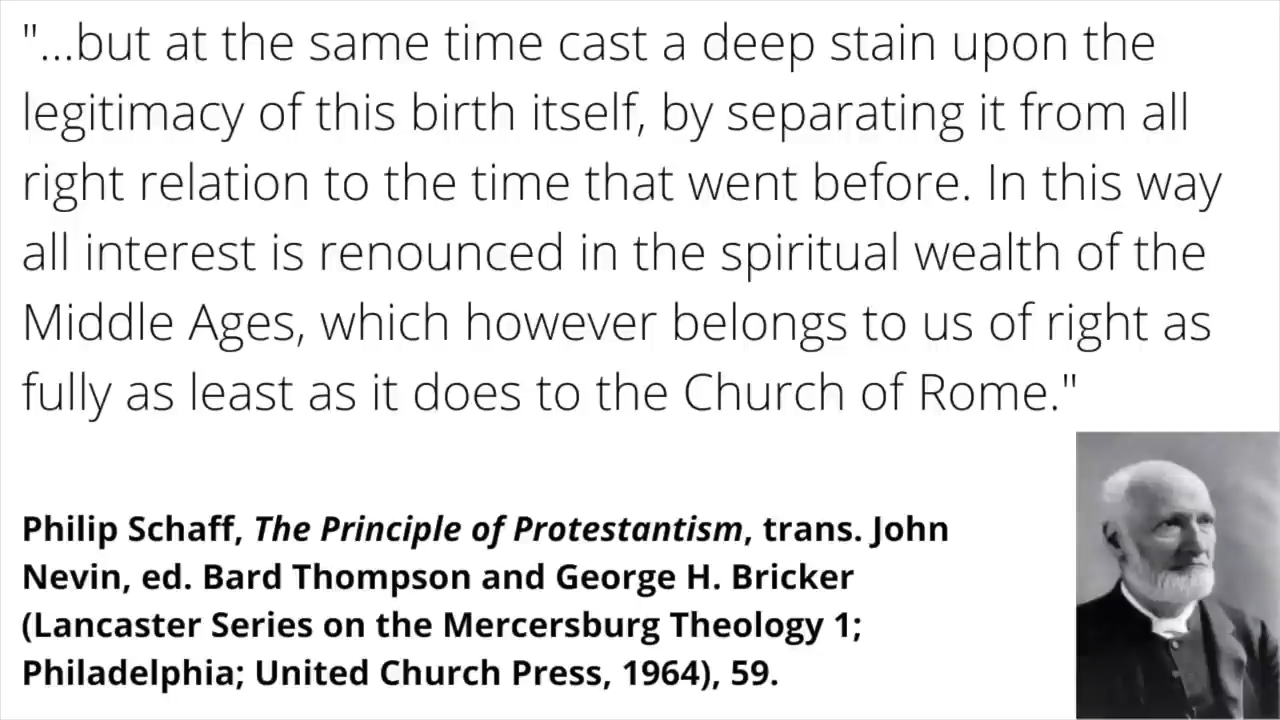 "...but at the same time cast a deep stain upon the
legitimacy of this birth itself, by separating it from all
right relation to the time that went before. In this way
all interest is renounced in the spiritual wealth of the
Middle Ages, which however belongs to us of right as
fully as least as it does to the Church of Rome."
Philip Schaff, The Principle of Protestantism, trans. John
Nevin, ed. Bard Thompson and George H. Bricker
(Lancaster Series on the Mercersburg Theology 1;
Philadelphia; United Church Press, 1964), 59.